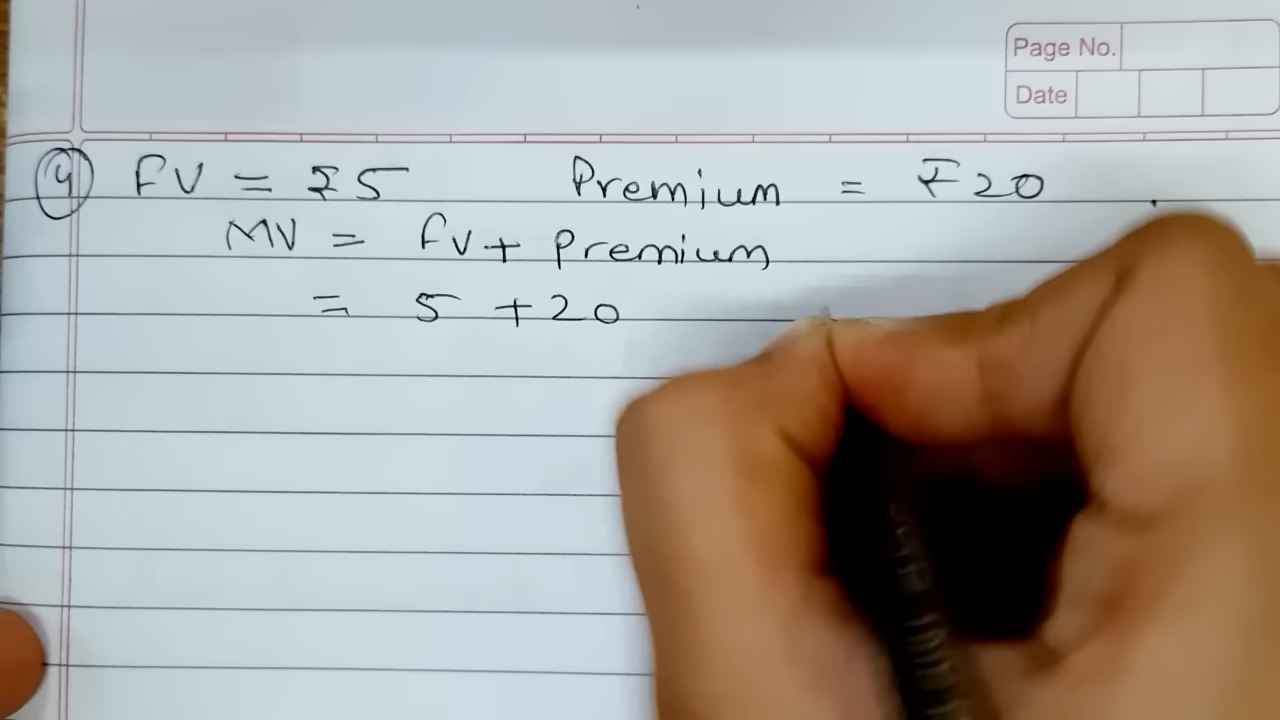 Page No.
Date
4 FV = ₹5 Premium = ₹20
MV = FV + Premium
= 5 + 20